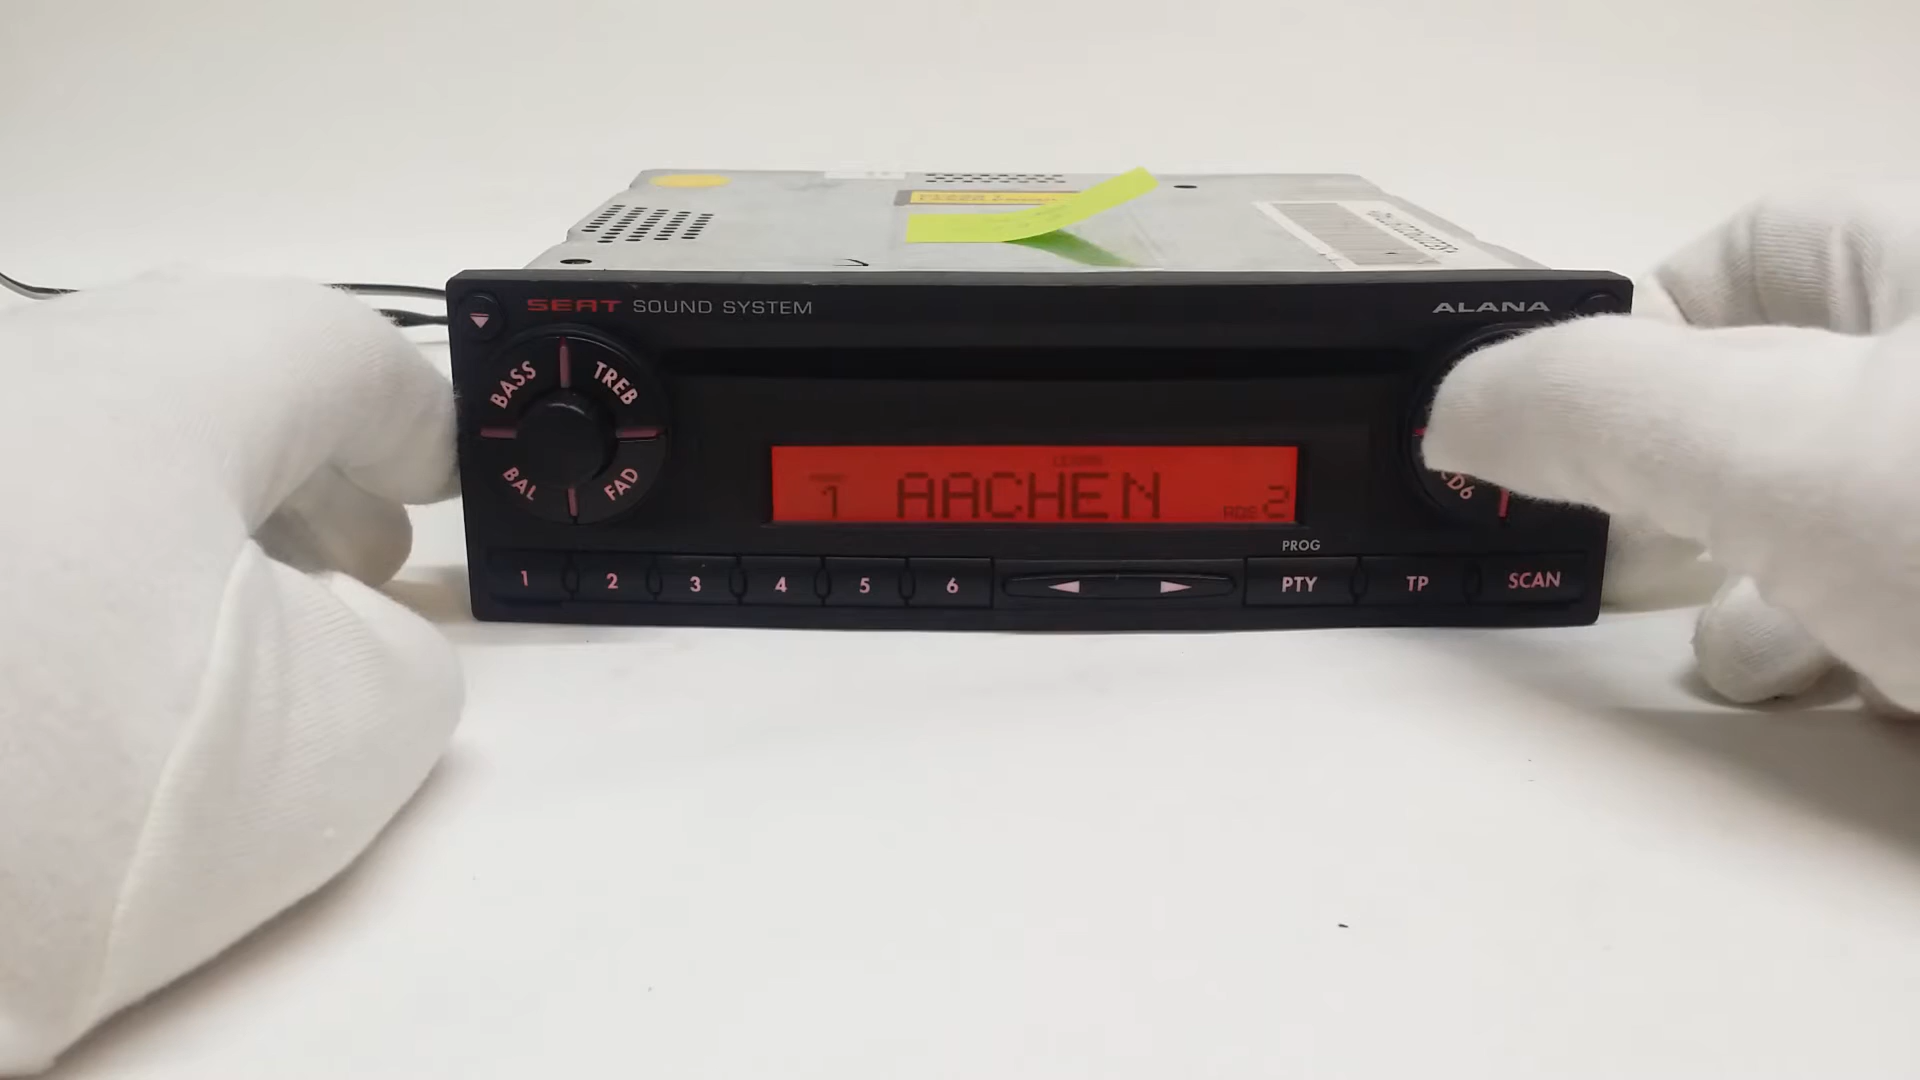 SEAT SOUND SYSTEM
ALANA
BASS
TREB
BAL
FAD
CD6
1 AACHEN RDS 2
PROG
1 2 3 4 5 6 PTY TP SCAN